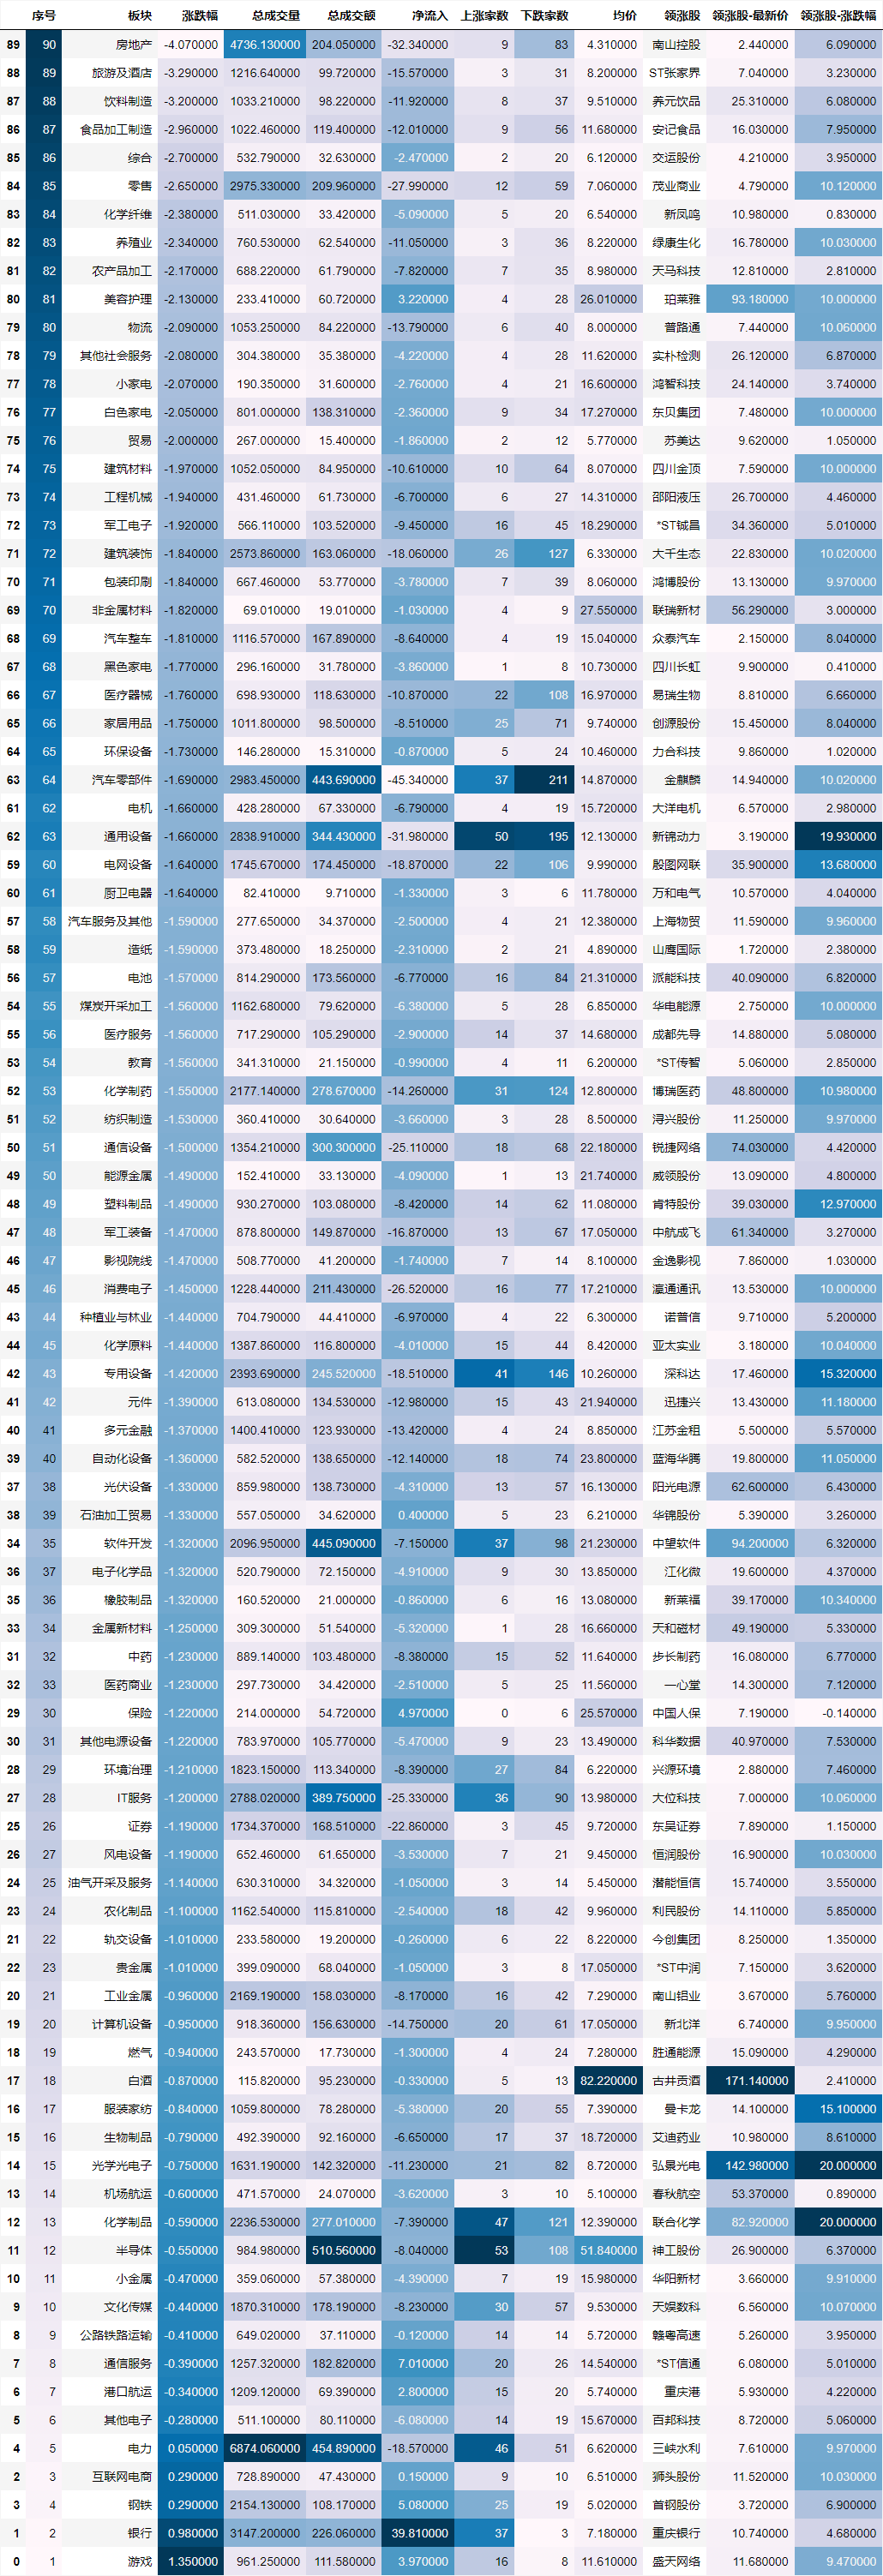 序号 板块 涨跌幅 总成交量 总成交额 净流入 上涨家数 下跌家数 均价 领涨股 领涨股-最新价 领涨股-涨跌幅
89 90 房地产 -4.070000 4736.130000 204.050000 -32.340000 9 83 4.310000 南山控股 2.440000 6.090000
88 89 旅游及酒店 -3.290000 1216.640000 99.720000 -15.570000 3 31 8.200000 ST张家界 7.040000 3.230000
87 88 饮料制造 -3.200000 1033.210000 98.220000 -11.920000 8 37 9.510000 养元饮品 25.310000 6.080000
86 87 食品加工制造 -2.960000 1022.460000 119.400000 -12.010000 9 56 11.680000 安记食品 16.030000 7.950000
85 86 综合 -2.700000 532.790000 32.630000 -2.470000 2 20 6.120000 交运股份 4.210000 3.950000
84 85 零售 -2.650000 2975.330000 209.960000 -27.990000 12 59 7.060000 茂业商业 4.790000 10.120000
83 84 化学纤维 -2.380000 511.030000 33.420000 -5.090000 5 20 6.540000 新凤鸣 10.980000 0.830000
82 83 养殖业 -2.340000 760.530000 62.540000 -11.050000 3 36 8.220000 绿康生化 16.780000 10.030000
81 82 农产品加工 -2.170000 688.220000 61.790000 -7.820000 7 35 8.980000 天马科技 12.810000 2.810000
80 81 美容护理 -2.130000 233.410000 60.720000 3.220000 4 28 26.010000 珀莱雅 93.180000 10.000000
79 80 物流 -2.090000 1053.250000 84.220000 -13.790000 6 40 8.000000 普路通 7.440000 10.060000
78 79 其他社会服务 -2.080000 304.380000 35.380000 -4.220000 4 28 11.620000 实朴检测 26.120000 6.870000
77 78 小家电 -2.070000 190.350000 31.600000 -2.760000 4 21 16.600000 鸿智科技 24.140000 3.740000
76 77 白色家电 -2.050000 801.000000 138.310000 -2.360000 9 34 17.270000 东贝集团 7.480000 10.000000
75 76 贸易 -2.000000 267.000000 15.400000 -1.860000 2 12 5.770000 苏美达 9.620000 1.050000
74 75 建筑材料 -1.970000 1052.050000 84.950000 -10.610000 10 64 8.070000 四川金顶 7.590000 10.000000
73 74 工程机械 -1.940000 431.460000 61.730000 -6.700000 6 27 14.310000 邵阳液压 26.700000 4.460000
72 73 军工电子 -1.920000 566.110000 103.520000 -9.450000 16 45 18.290000 *ST铖昌 34.360000 5.010000
71 72 建筑装饰 -1.840000 2573.860000 163.060000 -18.060000 26 127 6.330000 大千生态 22.830000 10.020000
70 71 包装印刷 -1.840000 667.460000 53.770000 -3.780000 7 39 8.060000 鸿博股份 13.130000 9.970000
69 70 非金属材料 -1.820000 69.010000 19.010000 -1.030000 4 9 27.550000 联瑞新材 56.290000 3.000000
68 69 汽车整车 -1.810000 1116.570000 167.890000 -8.640000 4 19 15.040000 众泰汽车 2.150000 8.040000
67 68 黑色家电 -1.770000 296.160000 31.780000 -3.860000 1 8 10.730000 四川长虹 9.900000 0.410000
66 67 医疗器械 -1.760000 698.930000 118.630000 -10.870000 22 108 16.970000 易瑞生物 8.810000 6.660000
65 66 家居用品 -1.750000 1011.800000 98.500000 -8.510000 25 71 9.740000 创源股份 15.450000 8.040000
64 65 环保设备 -1.730000 146.280000 15.310000 -0.870000 5 24 10.460000 力合科技 9.860000 1.020000
63 64 汽车零部件 -1.690000 2983.450000 443.690000 -45.340000 37 211 14.870000 金麒麟 14.940000 10.020000
61 62 电机 -1.660000 428.280000 67.330000 -6.790000 4 19 15.720000 大洋电机 6.570000 2.980000
62 63 通用设备 -1.660000 2838.910000 344.430000 -31.980000 50 195 12.130000 新锦动力 3.190000 19.930000
59 60 电网设备 -1.640000 1745.670000 174.450000 -18.870000 22 106 9.990000 殷图网联 35.900000 13.680000
60 61 厨卫电器 -1.640000 82.410000 9.710000 -1.330000 3 6 11.780000 万和电气 10.570000 4.040000
57 58 汽车服务及其他 -1.590000 277.650000 34.370000 -2.500000 4 21 12.380000 上海物贸 11.590000 9.960000
58 59 造纸 -1.590000 373.480000 18.250000 -2.310000 2 21 4.890000 山鹰国际 1.720000 2.380000
56 57 电池 -1.570000 814.290000 173.560000 -6.770000 16 84 21.310000 派能科技 40.090000 6.820000
54 55 煤炭开采加工 -1.560000 1162.680000 79.620000 -6.380000 5 28 6.850000 华电能源 2.750000 10.000000
55 56 医疗服务 -1.560000 717.290000 105.290000 -2.900000 14 37 14.680000 成都先导 14.880000 5.080000
53 54 教育 -1.560000 341.310000 21.150000 -0.990000 4 11 6.200000 *ST传智 5.060000 2.850000
52 53 化学制药 -1.550000 2177.140000 278.670000 -14.260000 31 124 12.800000 博瑞医药 48.800000 10.980000
51 52 纺织制造 -1.530000 360.410000 30.640000 -3.660000 3 28 8.500000 浔兴股份 11.250000 9.970000
50 51 通信设备 -1.500000 1354.210000 300.300000 -25.110000 18 68 22.180000 锐捷网络 74.030000 4.420000
49 50 能源金属 -1.490000 152.410000 33.130000 -4.090000 1 13 21.740000 威领股份 13.090000 4.800000
48 49 塑料制品 -1.490000 930.270000 103.080000 -8.420000 14 62 11.080000 肯特股份 39.030000 12.970000
47 48 军工装备 -1.470000 878.800000 149.870000 -16.870000 13 67 17.050000 中航成飞 61.340000 3.270000
46 47 影视院线 -1.470000 508.770000 41.200000 -1.740000 7 14 8.100000 金逸影视 7.860000 1.030000
45 46 消费电子 -1.450000 1228.440000 211.430000 -26.520000 16 77 17.210000 瀛通通讯 13.530000 10.000000
43 44 种植业与林业 -1.440000 704.790000 44.410000 -6.970000 4 22 6.300000 诺普信 9.710000 5.200000
44 45 化学原料 -1.440000 1387.860000 116.800000 -4.010000 15 44 8.420000 亚太实业 3.180000 10.040000
42 43 专用设备 -1.420000 2393.690000 245.520000 -18.510000 41 146 10.260000 深科达 17.460000 15.320000
41 42 元件 -1.390000 613.080000 134.530000 -12.980000 15 43 21.940000 迅捷兴 13.430000 11.180000
40 41 多元金融 -1.370000 1400.410000 123.930000 -13.420000 4 24 8.850000 江苏金租 5.500000 5.570000
39 40 自动化设备 -1.360000 582.520000 138.650000 -12.140000 18 74 23.800000 蓝海华腾 19.800000 11.050000
37 38 光伏设备 -1.330000 859.980000 138.730000 -4.310000 13 57 16.130000 阳光电源 62.600000 6.430000
38 39 石油加工贸易 -1.330000 557.050000 34.620000 0.400000 5 23 6.210000 华锦股份 5.390000 3.260000
34 35 软件开发 -1.320000 2096.950000 445.090000 -7.150000 37 98 21.230000 中望软件 94.200000 6.320000
36 37 电子化学品 -1.320000 520.790000 72.150000 -4.910000 9 30 13.850000 江化微 19.600000 4.370000
35 36 橡胶制品 -1.320000 160.520000 21.000000 -0.860000 6 16 13.080000 新莱福 39.170000 10.340000
33 34 金属新材料 -1.250000 309.300000 51.540000 -5.320000 1 28 16.660000 天和磁材 49.190000 5.330000
31 32 中药 -1.230000 889.140000 103.480000 -8.380000 15 52 11.640000 步长制药 16.080000 6.770000
32 33 医药商业 -1.230000 297.730000 34.420000 -2.510000 5 25 11.560000 一心堂 14.300000 7.120000
29 30 保险 -1.220000 214.000000 54.720000 4.970000 0 6 25.570000 中国人保 7.190000 -0.140000
30 31 其他电源设备 -1.220000 783.970000 105.770000 -5.470000 9 23 13.490000 科华数据 40.970000 7.530000
28 29 环境治理 -1.210000 1823.150000 113.340000 -8.390000 27 84 6.220000 兴源环境 2.880000 7.460000
27 28 IT服务 -1.200000 2788.020000 389.750000 -25.330000 36 90 13.980000 大位科技 7.000000 10.060000
25 26 证券 -1.190000 1734.370000 168.510000 -22.860000 3 45 9.720000 东吴证券 7.890000 1.150000
26 27 风电设备 -1.190000 652.460000 61.650000 -3.530000 7 21 9.450000 恒润股份 16.900000 10.030000
24 25 油气开采及服务 -1.140000 630.310000 34.320000 -1.050000 3 14 5.450000 潜能恒信 15.740000 3.550000
23 24 农化制品 -1.100000 1162.540000 115.810000 -2.540000 18 42 9.960000 利民股份 14.110000 5.850000
21 22 轨交设备 -1.010000 233.580000 19.200000 -0.260000 6 22 8.220000 今创集团 8.250000 1.350000
22 23 贵金属 -1.010000 399.090000 68.040000 -1.050000 3 8 17.050000 *ST中润 7.150000 3.620000
20 21 工业金属 -0.960000 2169.190000 158.030000 -8.170000 16 42 7.290000 南山铝业 3.670000 5.760000
19 20 计算机设备 -0.950000 918.360000 156.630000 -14.750000 20 61 17.050000 新北洋 6.740000 9.950000
18 19 燃气 -0.940000 243.570000 17.730000 -1.300000 4 24 7.280000 胜通能源 15.090000 4.290000
17 18 白酒 -0.870000 115.820000 95.230000 -0.330000 5 13 82.220000 古井贡酒 171.140000 2.410000
16 17 服装家纺 -0.840000 1059.800000 78.280000 -5.380000 20 55 7.390000 曼卡龙 14.100000 15.100000
15 16 生物制品 -0.790000 492.390000 92.160000 -6.650000 17 37 18.720000 艾迪药业 10.980000 8.610000
14 15 光学光电子 -0.750000 1631.190000 142.320000 -11.230000 21 82 8.720000 弘景光电 142.980000 20.000000
13 14 机场航运 -0.600000 471.570000 24.070000 -3.620000 3 10 5.100000 春秋航空 53.370000 0.890000
12 13 化学制品 -0.590000 2236.530000 277.010000 -7.390000 47 121 12.390000 联合化学 82.920000 20.000000
11 12 半导体 -0.550000 984.980000 510.560000 -8.040000 53 108 51.840000 神工股份 26.900000 6.370000
10 11 小金属 -0.470000 359.060000 57.380000 -4.390000 7 19 15.980000 华阳新材 3.660000 9.910000
9 10 文化传媒 -0.440000 1870.310000 178.190000 -8.230000 30 57 9.530000 天娱数科 6.560000 10.070000
8 9 公路铁路运输 -0.410000 649.020000 37.110000 -0.120000 14 14 5.720000 赣粤高速 5.260000 3.950000
7 8 通信服务 -0.390000 1257.320000 182.820000 7.010000 20 26 14.540000 *ST信通 6.080000 5.010000
6 7 港口航运 -0.340000 1209.120000 69.390000 2.800000 15 20 5.740000 重庆港 5.930000 4.220000
5 6 其他电子 -0.280000 511.100000 80.110000 -6.080000 14 19 15.670000 百邦科技 8.720000 5.060000
4 5 电力 0.050000 6874.060000 454.890000 -18.570000 46 51 6.620000 三峡水利 7.610000 9.970000
2 3 互联网电商 0.290000 728.890000 47.430000 0.150000 9 10 6.510000 狮头股份 11.520000 10.030000
3 4 钢铁 0.290000 2154.130000 108.170000 5.080000 25 19 5.020000 首钢股份 3.720000 6.900000
1 2 银行 0.980000 3147.200000 226.060000 39.810000 37 3 7.180000 重庆银行 10.740000 4.680000
0 1 游戏 1.350000 961.250000 111.580000 3.970000 16 8 11.610000 盛天网络 11.680000 9.470000